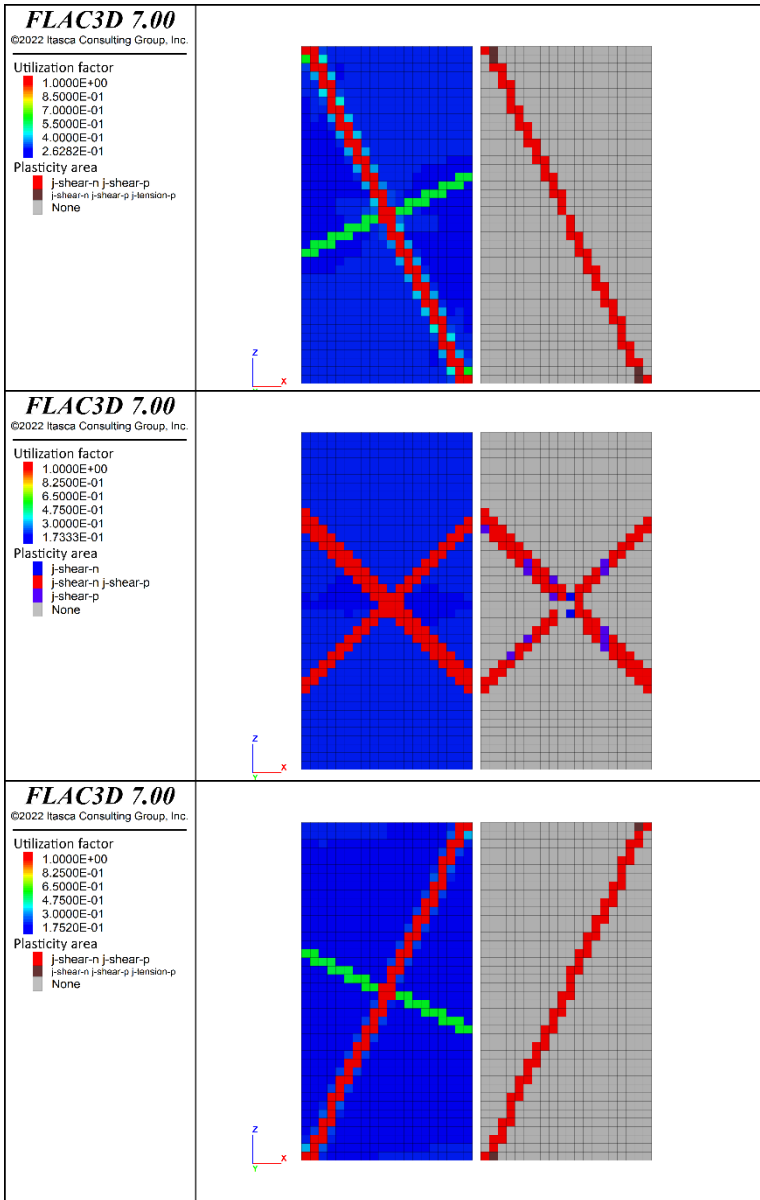 FLAC3D 7.00
©2022 Itasca Consulting Group, Inc.
Utilization factor
1.0000E+00
8.5000E-01
7.0000E-01
5.5000E-01
4.0000E-01
2.6282E-01
Plasticity area
j-shear-n j-shear-p
j-shear-n j-shear-p j-tension-p
None
Z
X
FLAC3D 7.00
©2022 Itasca Consulting Group, Inc.
Utilization factor
1.0000E+00
8.2500E-01
6.5000E-01
4.7500E-01
3.0000E-01
1.7333E-01
Plasticity area
j-shear-n
j-shear-n j-shear-p
j-shear-p
None
Z
X
Y
FLAC3D 7.00
©2022 Itasca Consulting Group, Inc.
Utilization factor
1.0000E+00
8.2500E-01
6.5000E-01
4.7500E-01
3.0000E-01
1.7520E-01
Plasticity area
j-shear-n j-shear-p
j-shear-n j-shear-p j-tension-p
None
Z
X
Y